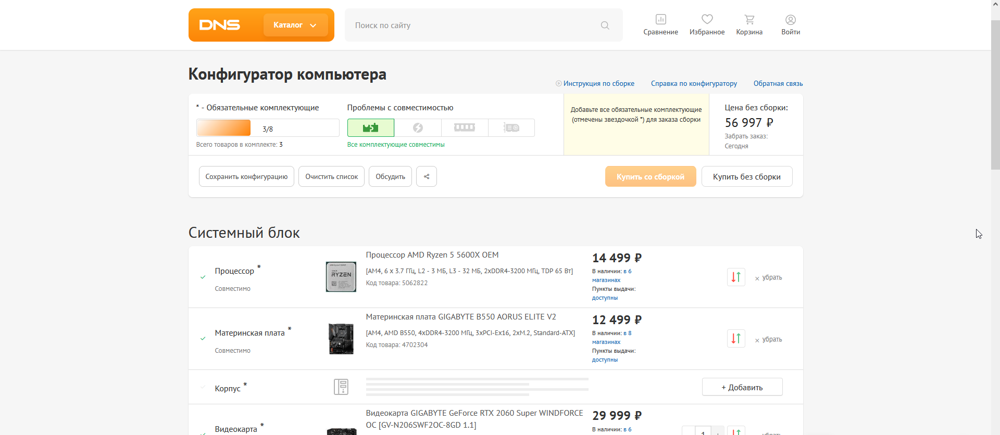 DNS
Каталог
Поиск по сайту
Сравнение
Избранное
Корзина
Войти
Конфигуратор компьютера
Инструкция по сборке
Справка по конфигуратору
Обратная связь
* - Обязательные комплектующие
3/8
Всего товаров в комплекте: 3
Проблемы с совместимостью
Все комплектующие совместимы
Добавьте все обязательные комплектующие
(отмечены звездочкой *) для заказа сборки
Цена без сборки:
56 997 ₽
Забрать заказ:
Сегодня
Сохранить конфигурацию
Очистить список
Обсудить
Купить со сборкой
Купить без сборки
Системный блок
Процессор *
Совместимо
RYZEN
Процессор AMD Ryzen 5 5600X OEM
[AM4, 6 x 3.7 ГГц, L2 - 3 МБ, L3 - 32 МБ, 2xDDR4-3200 МГц, TDP 65 Вт]
Код товара: 5062822
14 499 ₽
В наличии: в 6
магазинах
Пункты выдачи:
доступны
убрать
Материнская плата *
Совместимо
Материнская плата GIGABYTE B550 AORUS ELITE V2
[AM4, AMD B550, 4xDDR4-3200 МГц, 3xPCI-Ex16, 2xM.2, Standard-ATX]
Код товара: 4702304
12 499 ₽
В наличии: в 8
магазинах
Пункты выдачи:
доступны
убрать
Корпус *
+ Добавить
Видеокарта *
Видеокарта GIGABYTE GeForce RTX 2060 Super WINDFORCE
OC [GV-N206SWF2OC-8GD 1.1]
29 999 ₽
В наличии: в 6
1
убрать